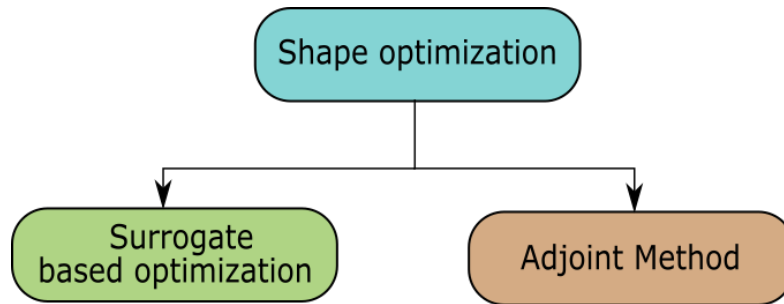 Shape optimization
Surrogate
based optimization
Adjoint Method